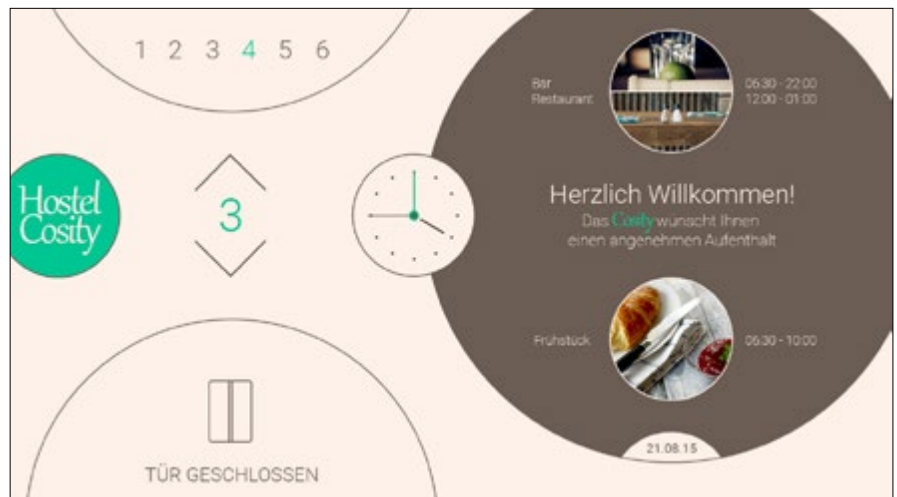 1 2 3 4 5 6
Hostel
Cosity
3
TÜR GESCHLOSSEN
Bar
Restaurant
06:30 - 22:00
12:00 - 01:00
Herzlich Willkommen!
Das Cosity wünscht Ihnen
einen angenehmen Aufenthalt
Frühstück
06:30 - 10:00
21.08.15